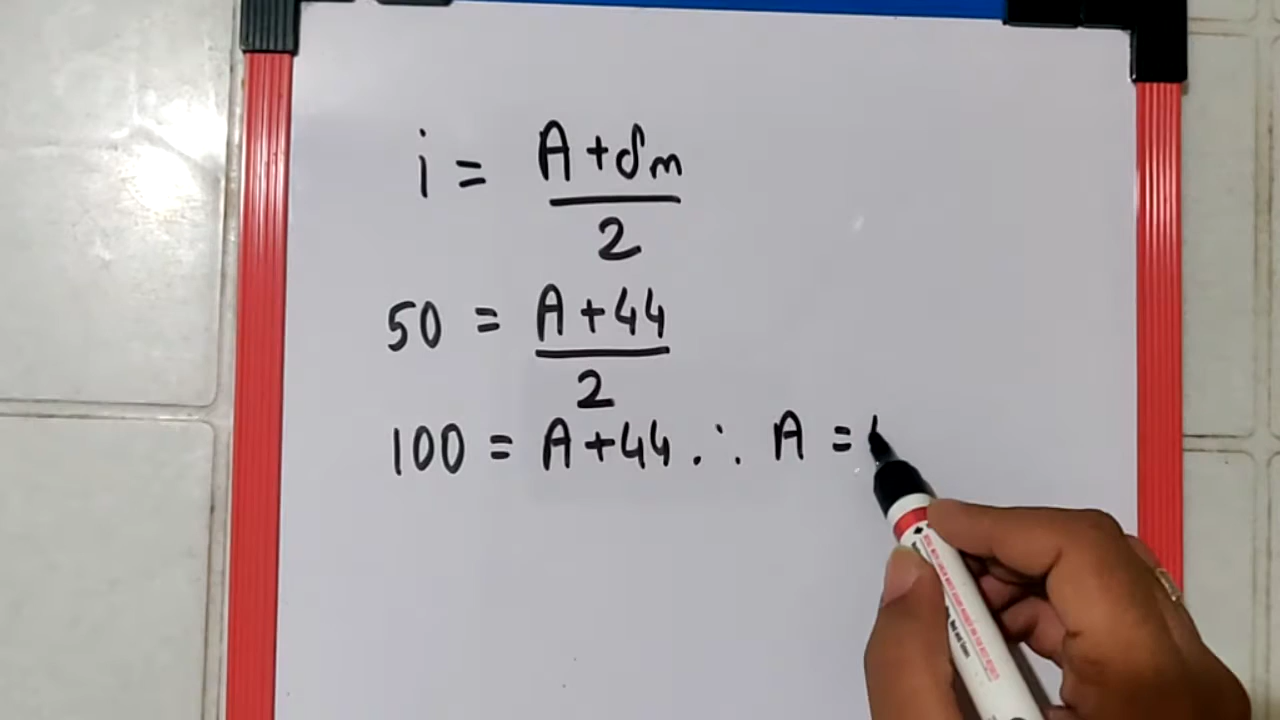 i = A + δm / 2
50 = A + 44 / 2
100 = A + 44 ∴ A =